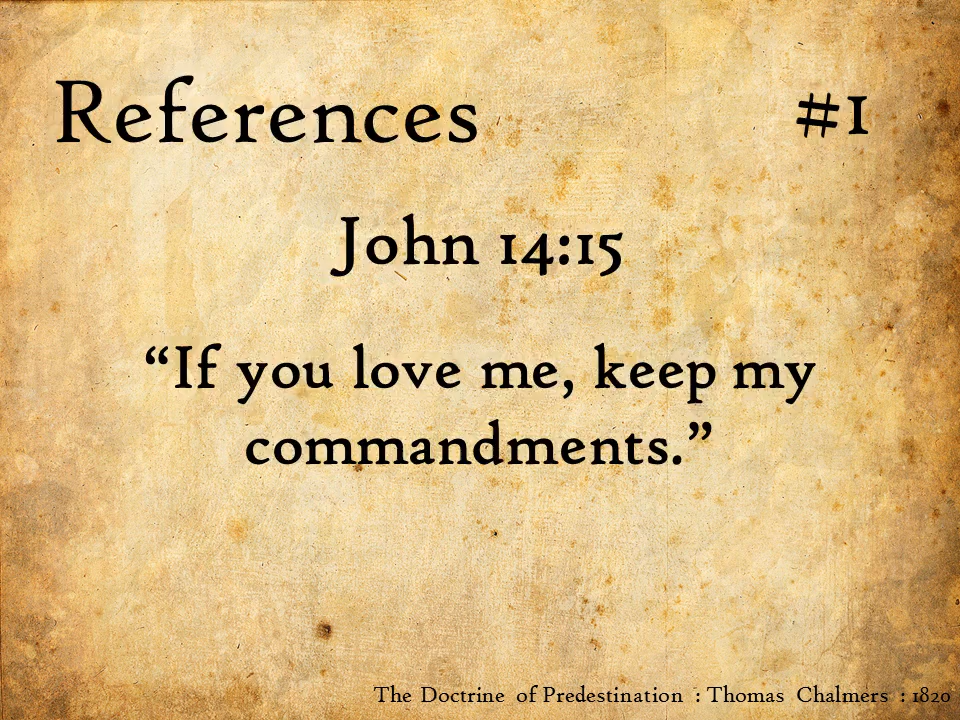 References #1
John 14:15
“If you love me, keep my
commandments.”
The Doctrine of Predestination : Thomas Chalmers : 1820